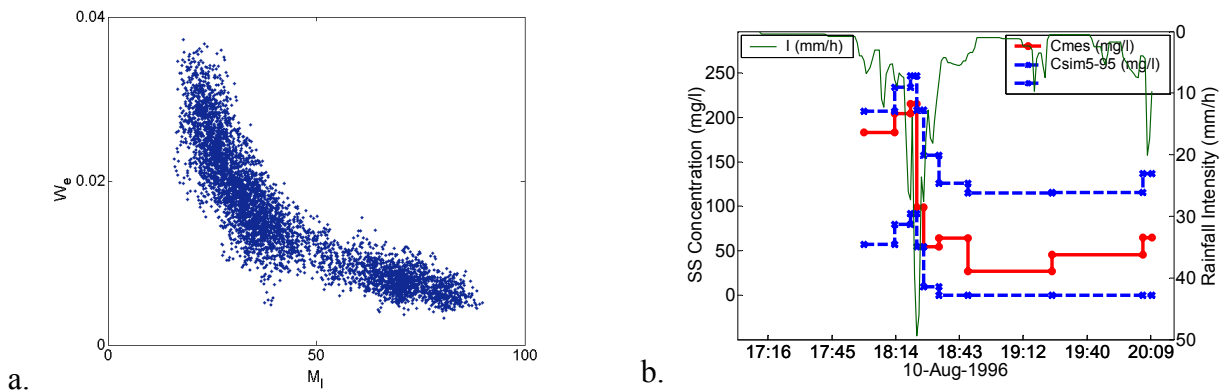 0.04
0.02
0
W_e
0
50
100
M_I
a.
I (mm/h)
Cmes (mg/l)
Csim5-95 (mg/l)
250
200
150
100
50
0
SS Concentration (mg/l)
0
10
20
30
40
50
Rainfall Intensity (mm/h)
17:16 17:45 18:14 18:43 19:12 19:40 20:09
10-Aug-1996
b.